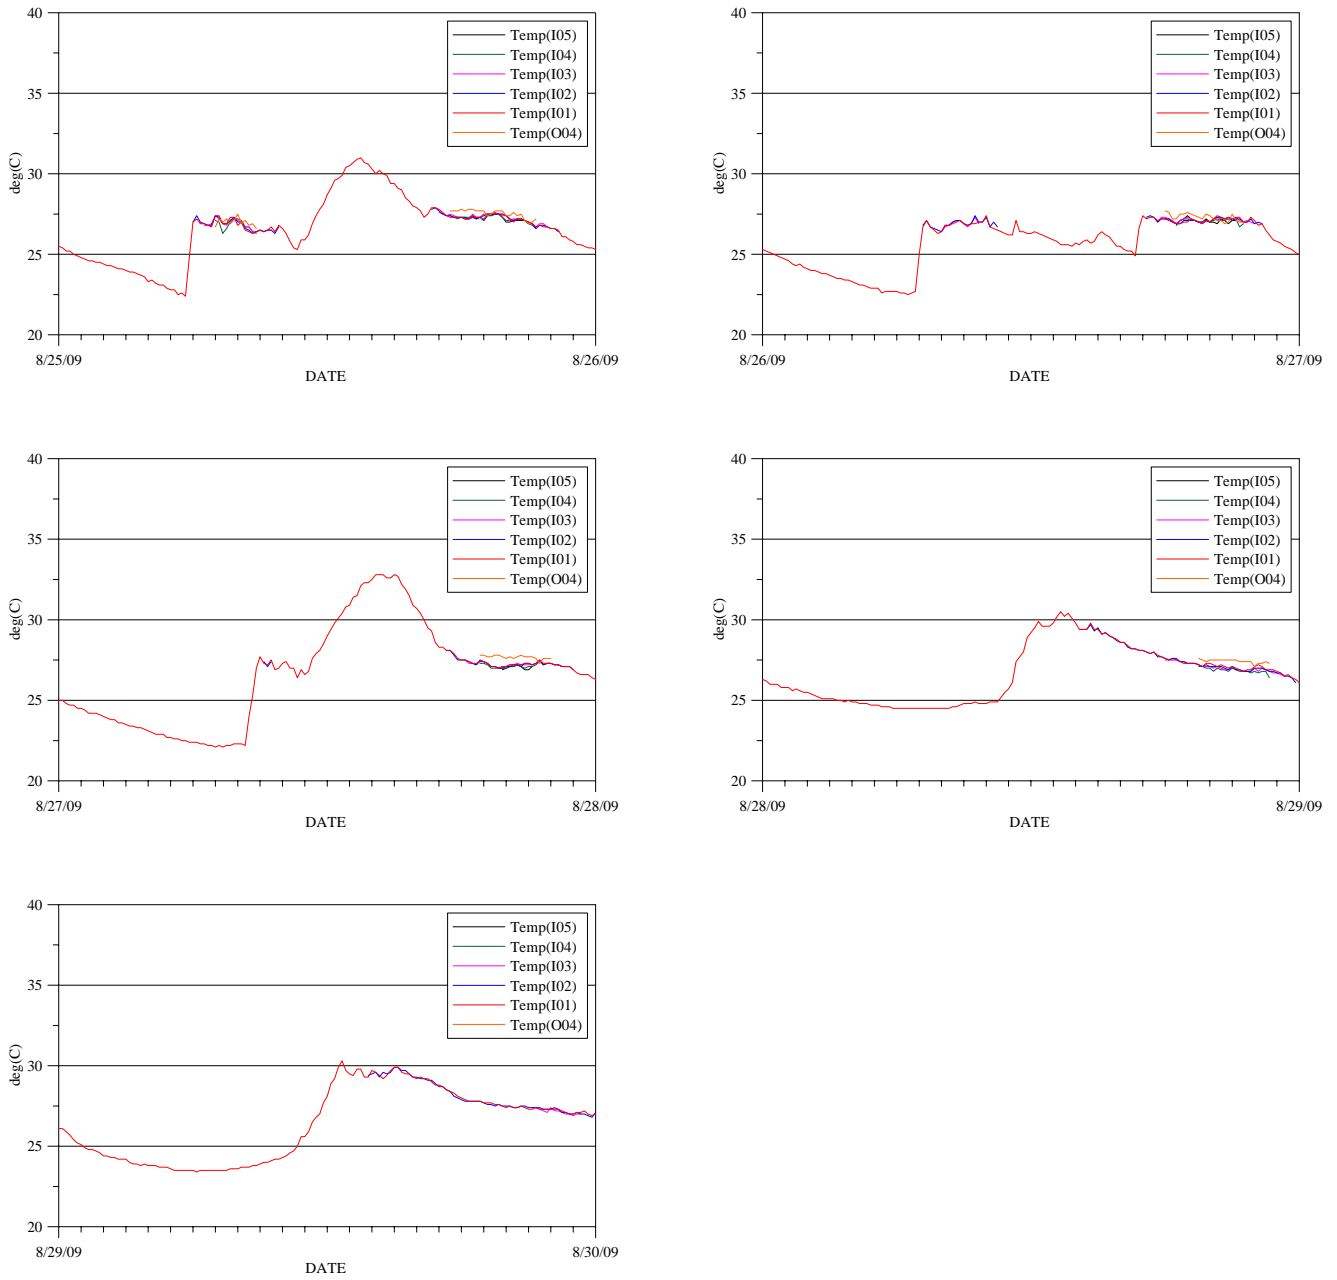 40
35
30
25
20
deg(C)
Temp(I05)
Temp(I04)
Temp(I03)
Temp(I02)
Temp(I01)
Temp(O04)
8/25/09
8/26/09
DATE
40
35
30
25
20
deg(C)
Temp(I05)
Temp(I04)
Temp(I03)
Temp(I02)
Temp(I01)
Temp(O04)
8/26/09
8/27/09
DATE
40
35
30
25
20
deg(C)
Temp(I05)
Temp(I04)
Temp(I03)
Temp(I02)
Temp(I01)
Temp(O04)
8/27/09
8/28/09
DATE
40
35
30
25
20
deg(C)
Temp(I05)
Temp(I04)
Temp(I03)
Temp(I02)
Temp(I01)
Temp(O04)
8/28/09
8/29/09
DATE
40
35
30
25
20
deg(C)
Temp(I05)
Temp(I04)
Temp(I03)
Temp(I02)
Temp(I01)
Temp(O04)
8/29/09
8/30/09
DATE